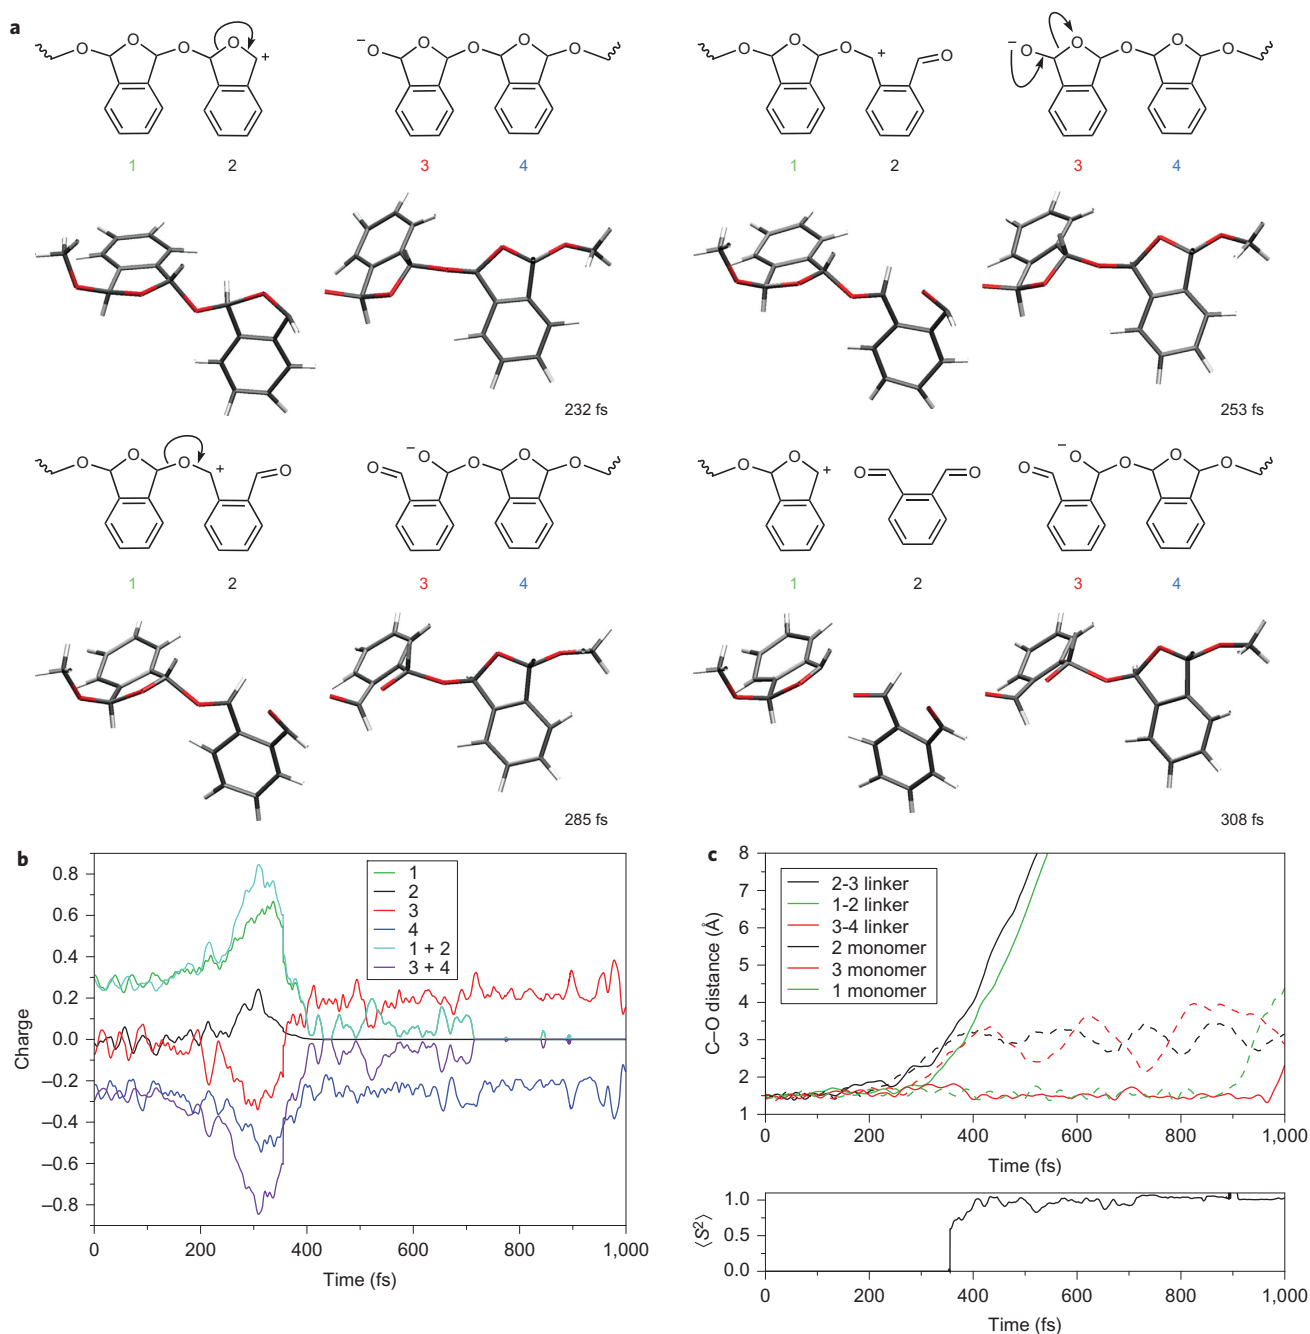 a
O O O O +
− O O O O
O O O + O
− O O O O O
1 2 3 4 1 2 3 4
232 fs 253 fs
O O O + O
O − O O O O
O O + O O
O − O O O O
1 2 3 4 1 2 3 4
285 fs 308 fs
b
0.8
0.6
0.4
0.2
0.0
−0.2
−0.4
−0.6
−0.8
Charge
1
2
3
4
1 + 2
3 + 4
0 200 400 600 800 1,000
Time (fs)
c
8
7
6
5
4
3
2
1
C–O distance (Å)
2-3 linker
1-2 linker
3-4 linker
2 monomer
3 monomer
1 monomer
0 200 400 600 800 1,000
Time (fs)
1.0
0.0
⟨S²⟩
0 200 400 600 800 1,000
Time (fs)